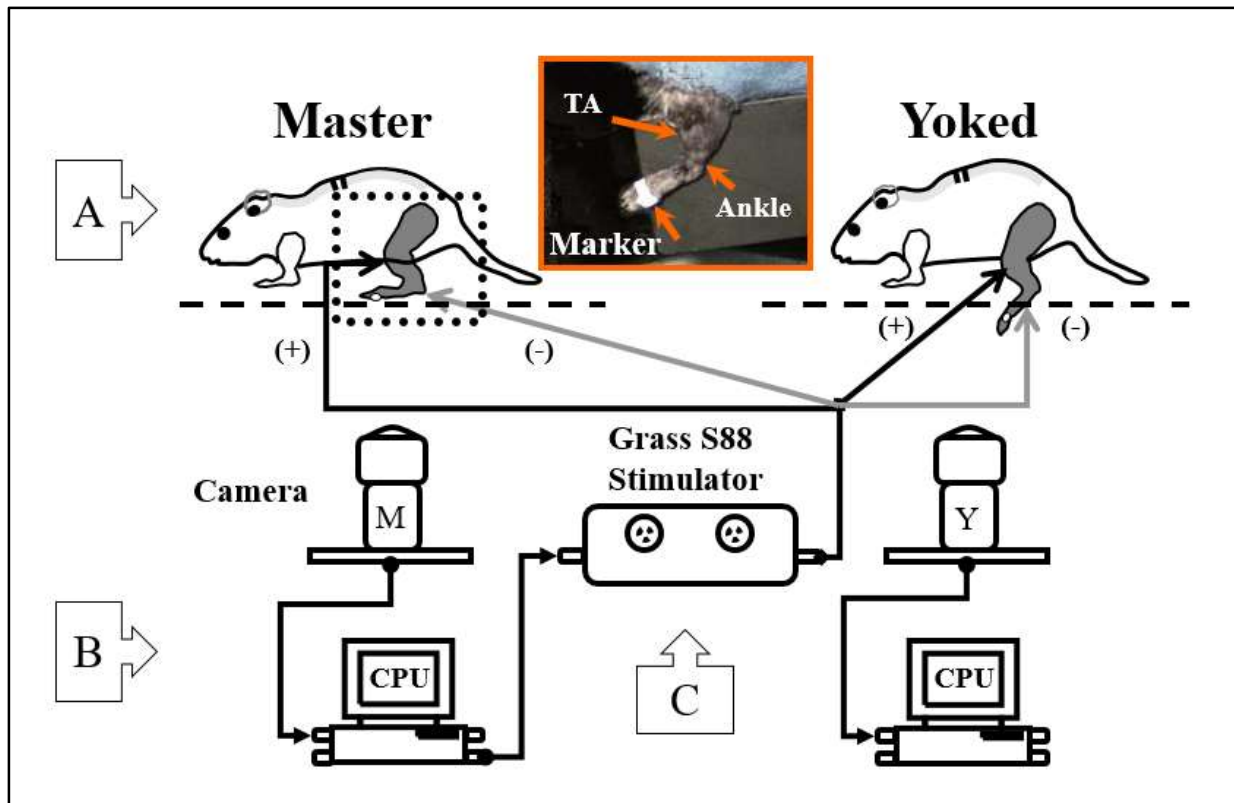 Master
Yoked
A
TA
Ankle
Marker
(+)
(-)
(+)
(-)
Grass S88
Stimulator
Camera
M
Y
B
CPU
C
CPU